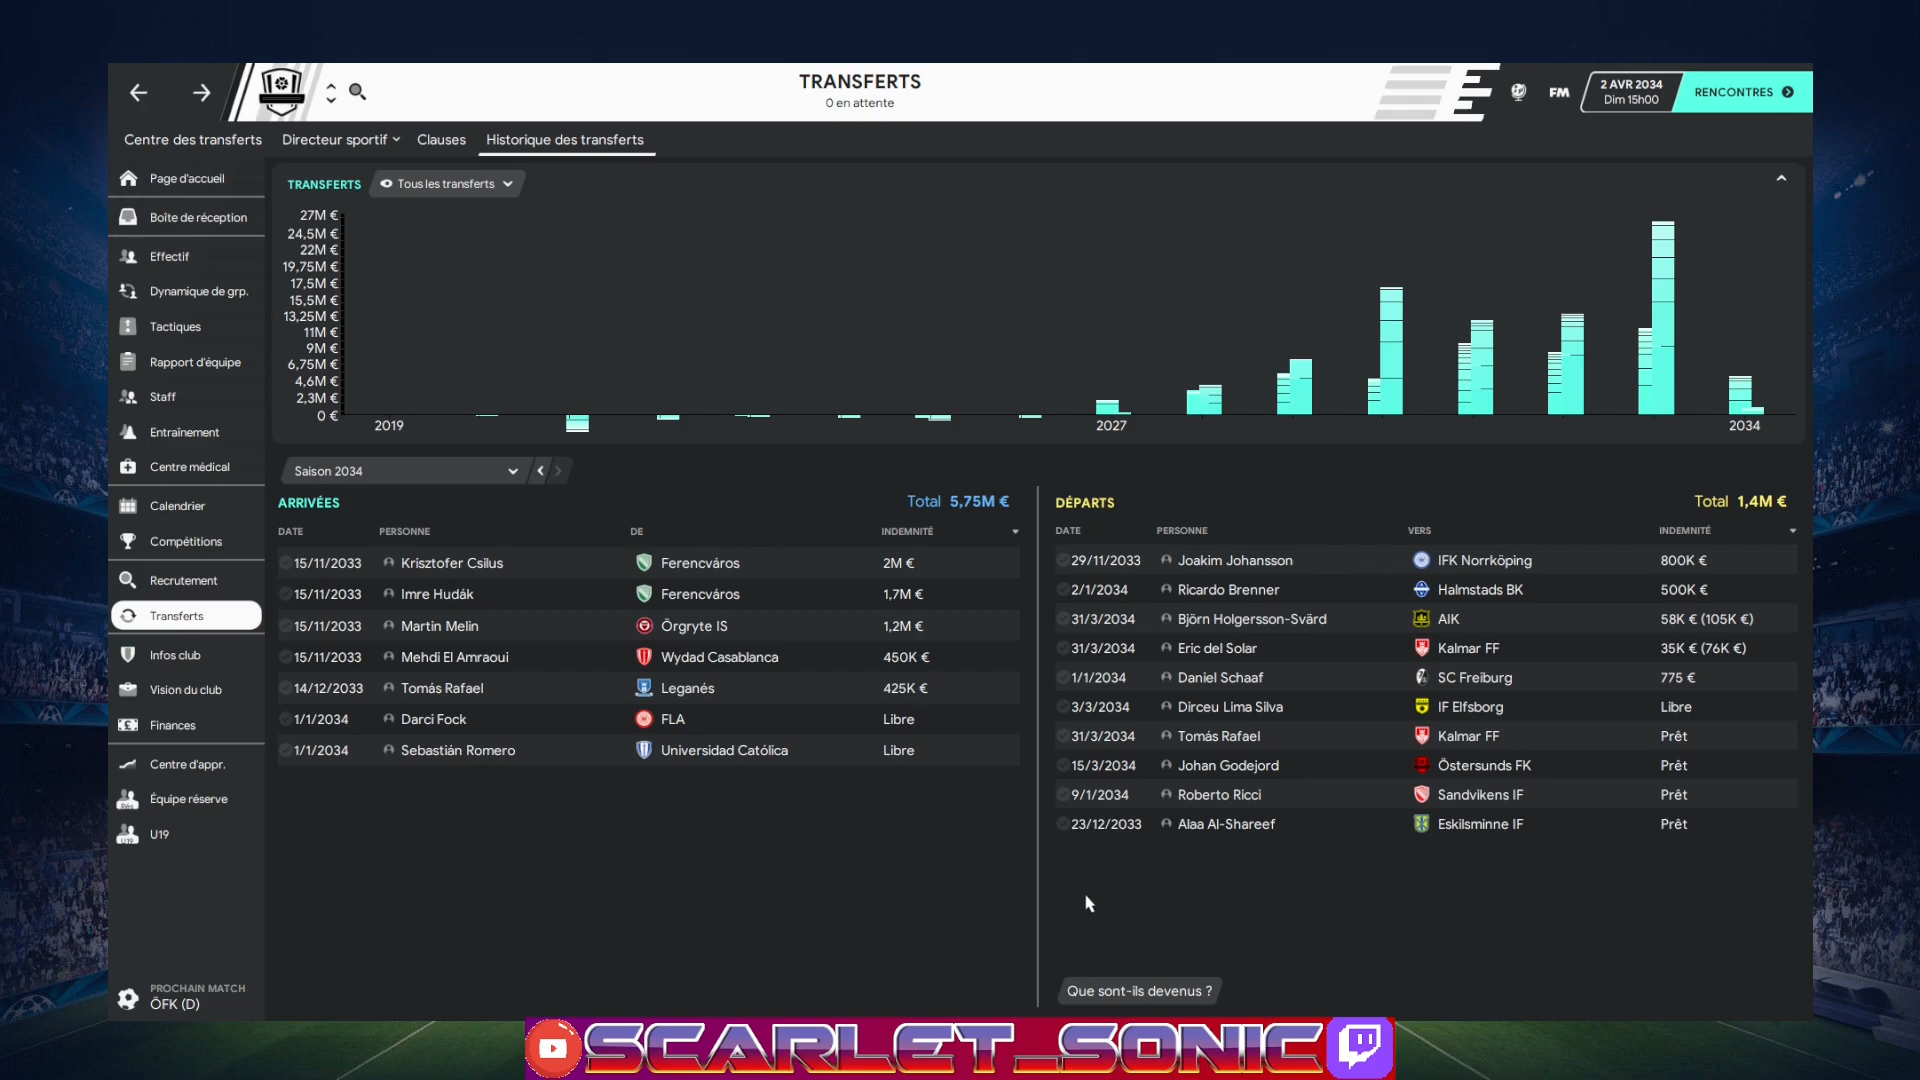 TRANSFERTS
0 en attente
FM
2 AVR 2034
Dim 15h00
RENCONTRES
Centre des transferts
Directeur sportif
Clauses
Historique des transferts
Page d'accueil
Boîte de réception
Effectif
Dynamique de grp.
Tactiques
Rapport d'équipe
Staff
Entraînement
Centre médical
Calendrier
Compétitions
Recrutement
Transferts
Infos club
Vision du club
Finances
Centre d'appr.
Équipe réserve
U19
PROCHAIN MATCH
ÖFK (D)
TRANSFERTS
Tous les transferts
27M €
24,5M €
22M €
19,75M €
17,5M €
15,5M €
13,25M €
11M €
9M €
6,75M €
4,6M €
2,3M €
0 €
2019
2027
2034
Saison 2034
ARRIVÉES
Total 5,75M €
DATE PERSONNE DE INDEMNITÉ
15/11/2033 Krisztofer Csilus Ferencváros 2M €
15/11/2033 Imre Hudák Ferencváros 1,7M €
15/11/2033 Martin Melin Örgryte IS 1,2M €
15/11/2033 Mehdi El Amraoui Wydad Casablanca 450K €
14/12/2033 Tomás Rafael Leganés 425K €
1/1/2034 Darci Fock FLA Libre
1/1/2034 Sebastián Romero Universidad Católica Libre
DÉPARTS
Total 1,4M €
DATE PERSONNE VERS INDEMNITÉ
29/11/2033 Joakim Johansson IFK Norrköping 800K €
2/1/2034 Ricardo Brenner Halmstads BK 500K €
31/3/2034 Björn Holgersson-Svärd AIK 58K € (105K €)
31/3/2034 Eric del Solar Kalmar FF 35K € (76K €)
1/1/2034 Daniel Schaaf SC Freiburg 775 €
3/3/2034 Dirceu Lima Silva IF Elfsborg Libre
31/3/2034 Tomás Rafael Kalmar FF Prêt
15/3/2034 Johan Godejord Östersunds FK Prêt
9/1/2034 Roberto Ricci Sandvikens IF Prêt
23/12/2033 Alaa Al-Shareef Eskilsminne IF Prêt
Que sont-ils devenus ?
SCARLET_SONIC